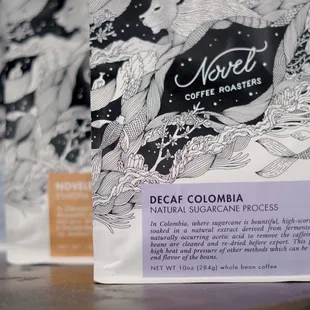 Novel
COFFEE ROASTERS
NOVEL
DECAF COLOMBIA
NATURAL SUGARCANE PROCESS
In Colombia, where sugarcane is bountiful, high-scor
soaked in a natural extract derived from ferment
naturally occurring acetic acid to remove the caffei
beans are cleaned and re-dried before export. This p
high heat and pressure of other methods which can be
end flavor of the beans.
NET WT 10oz (284g) whole bean coffee